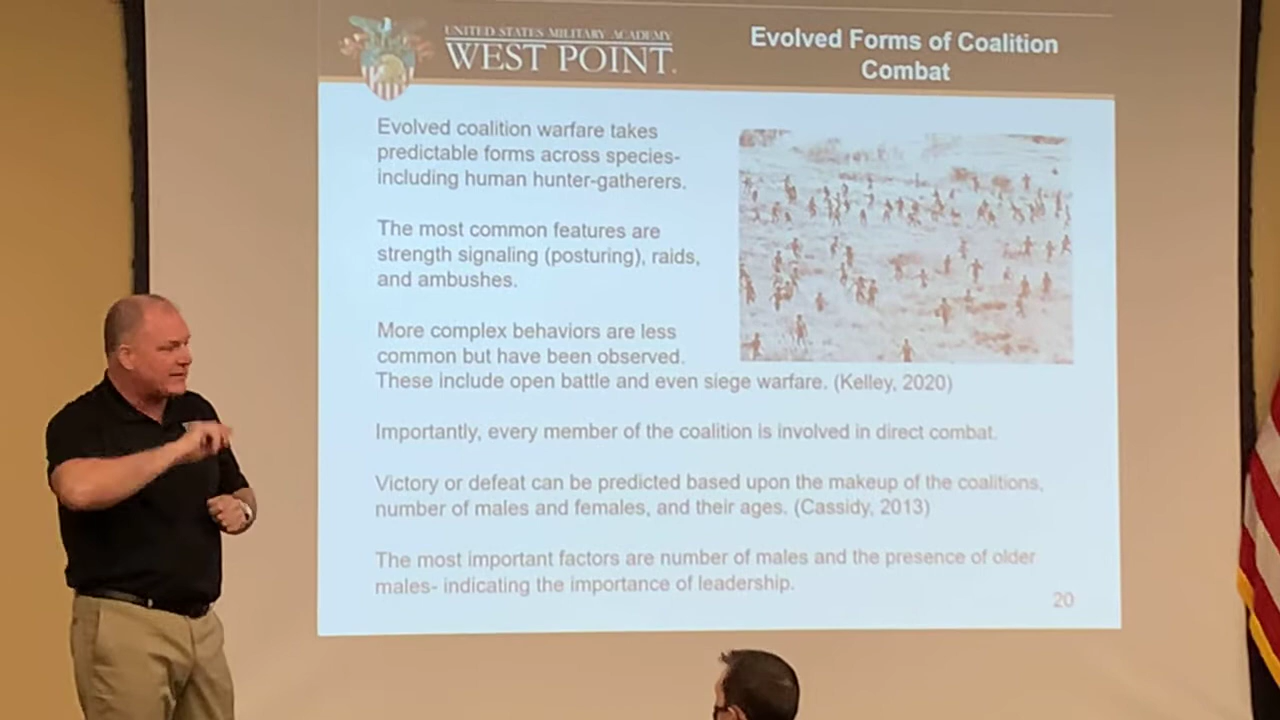 UNITED STATES MILITARY ACADEMY
WEST POINT.
Evolved Forms of Coalition
Combat
Evolved coalition warfare takes
predictable forms across species-
including human hunter-gatherers.
The most common features are
strength signaling (posturing), raids,
and ambushes.
More complex behaviors are less
common but have been observed.
These include open battle and even siege warfare. (Kelley, 2020)
Importantly, every member of the coalition is involved in direct combat.
Victory or defeat can be predicted based upon the makeup of the coalitions,
number of males and females, and their ages. (Cassidy, 2013)
The most important factors are number of males and the presence of older
males- indicating the importance of leadership.
20